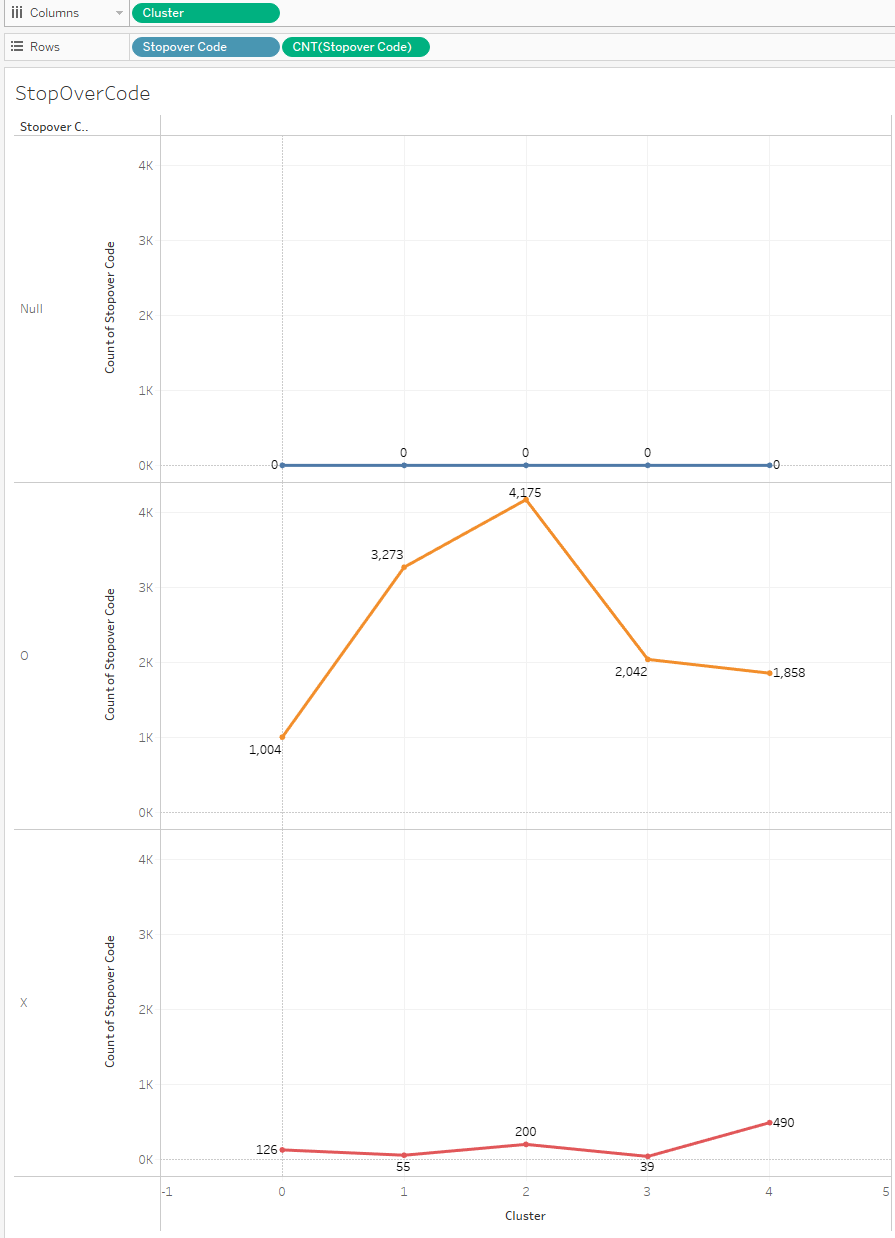 Columns Cluster
Rows Stopover Code CNT(Stopover Code)
StopOverCode
Stopover C..
Null
Count of Stopover Code
4K
3K
2K
1K
0K
0 0 0 0 0
O
Count of Stopover Code
4K
3K
2K
1K
0K
1,004 3,273 4,175 2,042 1,858
X
Count of Stopover Code
4K
3K
2K
1K
0K
126 55 200 39 490
-1 0 1 2 3 4 5
Cluster